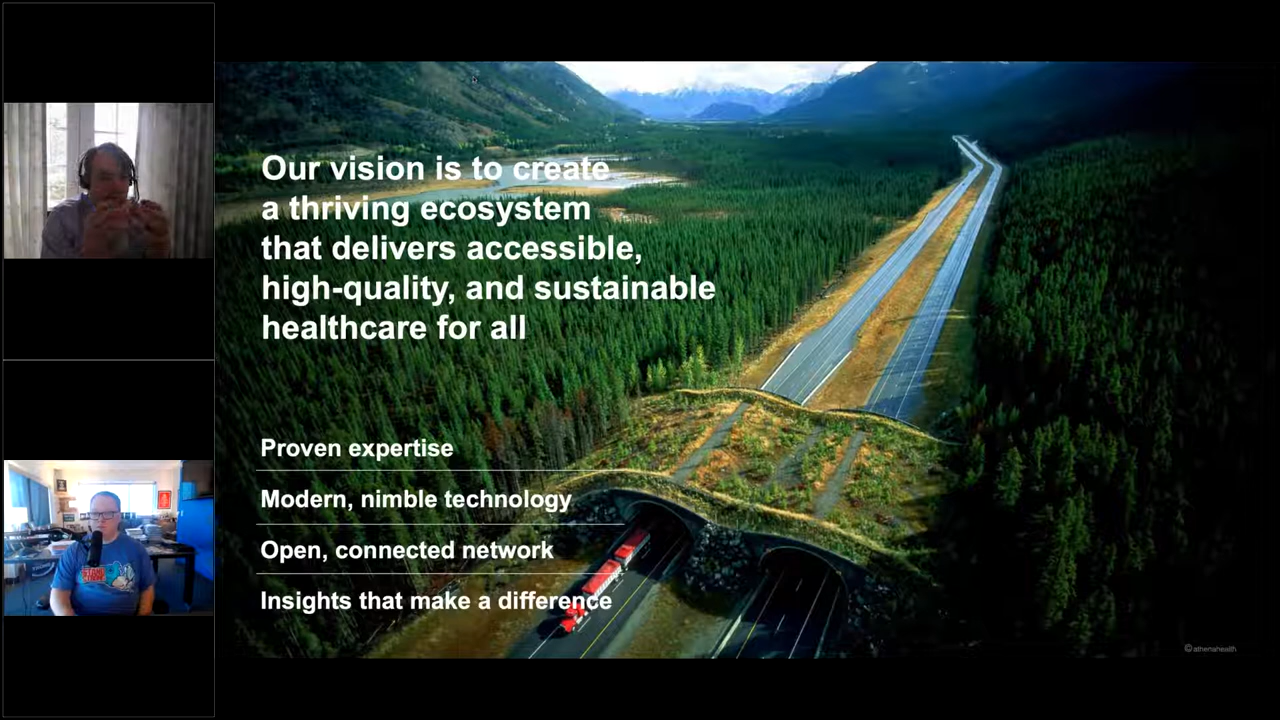 Our vision is to create
a thriving ecosystem
that delivers accessible,
high-quality, and sustainable
healthcare for all
Proven expertise
Modern, nimble technology
Open, connected network
Insights that make a difference
©athenahealth